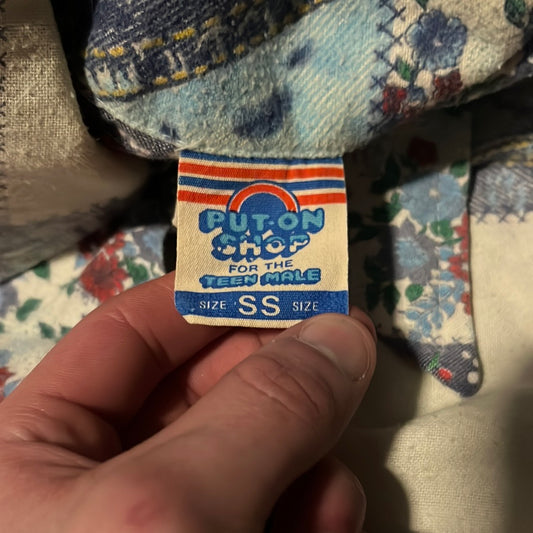 PUT-ON
SHOP
FOR THE
TEEN MALE
SIZE SS SIZE